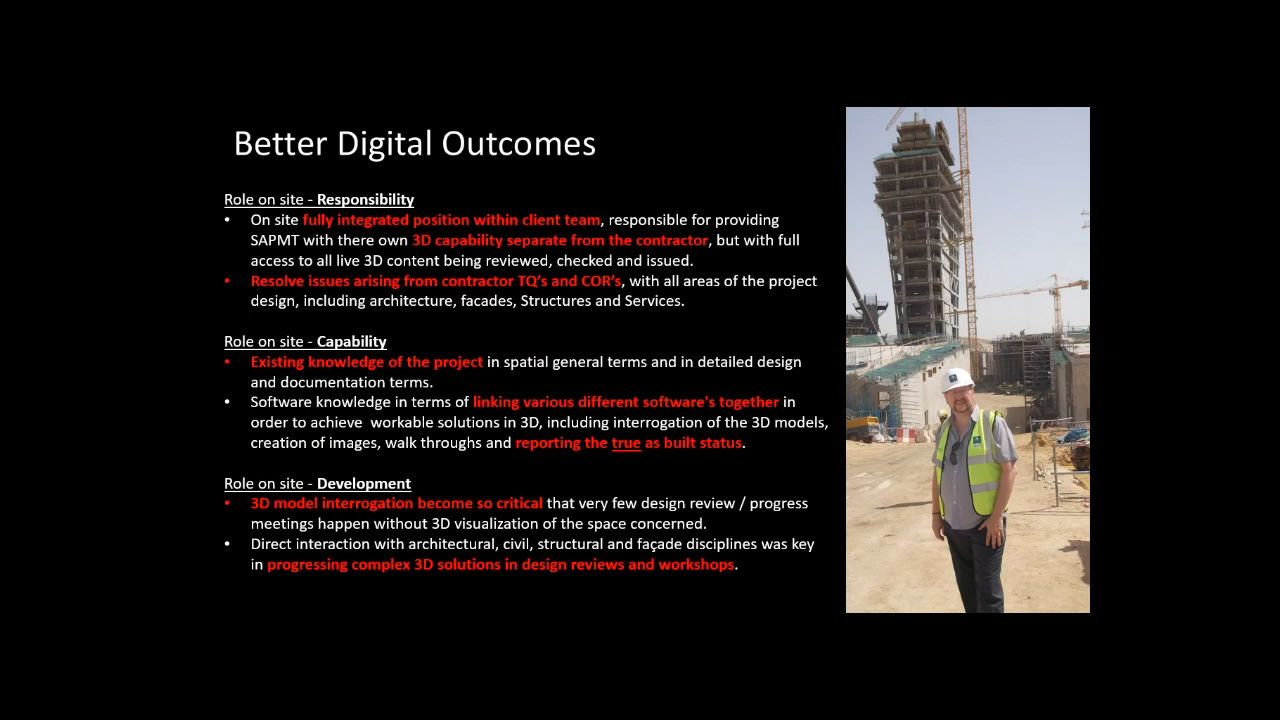 Better Digital Outcomes
Role on site - Responsibility
• On site fully integrated position within client team, responsible for providing
SAPMT with there own 3D capability separate from the contractor, but with full
access to all live 3D content being reviewed, checked and issued.
• Resolve issues arising from contractor TQ's and COR's, with all areas of the project
design, including architecture, facades, Structures and Services.
Role on site - Capability
• Existing knowledge of the project in spatial general terms and in detailed design
and documentation terms.
• Software knowledge in terms of linking various different software's together in
order to achieve  workable solutions in 3D, including interrogation of the 3D models,
creation of images, walk throughs and reporting the true as built status.
Role on site - Development
• 3D model interrogation become so critical that very few design review / progress
meetings happen without 3D visualization of the space concerned.
• Direct interaction with architectural, civil, structural and façade disciplines was key
in progressing complex 3D solutions in design reviews and workshops.